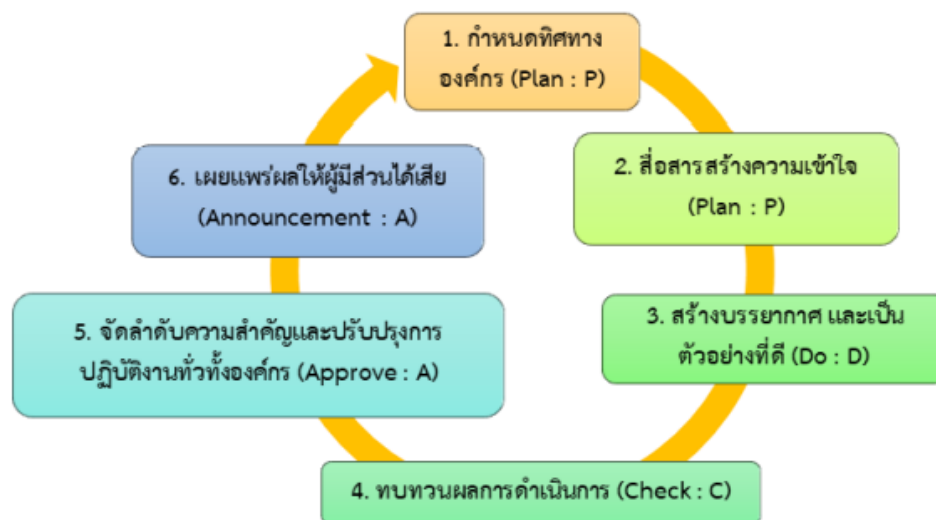 1. กำหนดทิศทาง
องค์กร (Plan : P)
2. สื่อสารสร้างความเข้าใจ
(Plan : P)
3. สร้างบรรยากาศ และเป็น
ตัวอย่างที่ดี (Do : D)
4. ทบทวนผลการดำเนินการ (Check : C)
5. จัดลำดับความสำคัญและปรับปรุงการ
ปฏิบัติงานทั่วทั้งองค์กร (Approve : A)
6. เผยแพร่ผลให้ผู้มีส่วนได้เสีย
(Announcement : A)